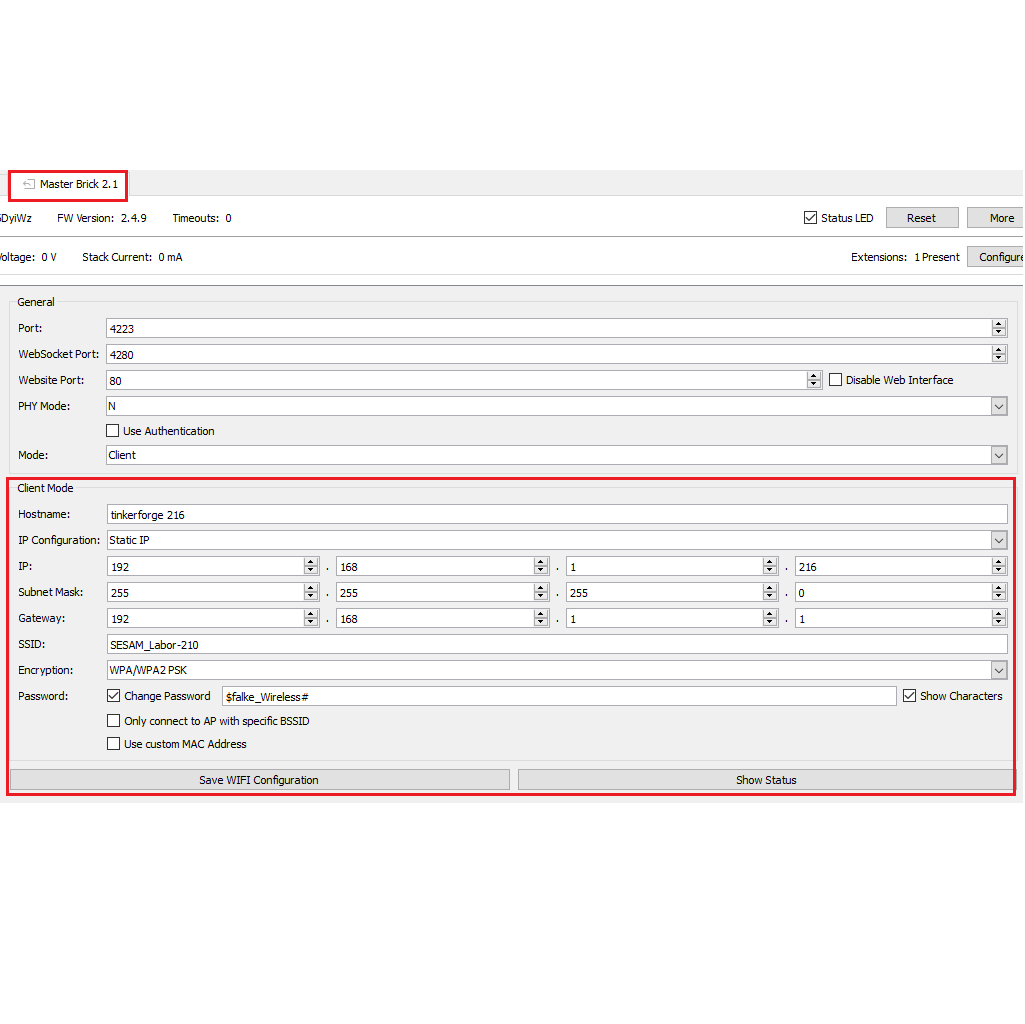 Master Brick 2.1
6DyiWz FW Version: 2.4.9 Timeouts: 0 Status LED Reset More
Voltage: 0 V Stack Current: 0 mA Extensions: 1 Present Configure
General
Port: 4223
WebSocket Port: 4280
Website Port: 80 Disable Web Interface
PHY Mode: N
Use Authentication
Mode: Client
Client Mode
Hostname: tinkerforge 216
IP Configuration: Static IP
IP: 192 . 168 . 1 . 216
Subnet Mask: 255 . 255 . 255 . 0
Gateway: 192 . 168 . 1 . 1
SSID: SESAM_Labor-210
Encryption: WPA/WPA2 PSK
Password: Change Password $falke_Wireless# Show Characters
Only connect to AP with specific BSSID
Use custom MAC Address
Save WIFI Configuration Show Status